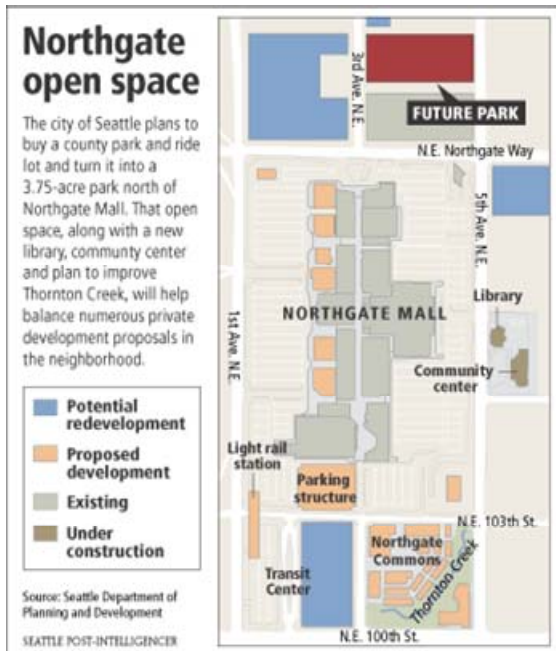 Northgate
open space
The city of Seattle plans to
buy a county park and ride
lot and turn it into a
3.75-acre park north of
Northgate Mall. That open
space, along with a new
library, communty center
and plan to improve
Thornton Creek, will help
balance numerous private
development proposals in
the neighborhood.
Potential
redevelopment
Proposed
development
Existing
Under
construction
Source: Seattle Department of
Planning and Development
SEATTLE POST-INTELLIGENCER
3rd Ave. N.E.
FUTURE PARK
N.E. Northgate Way
5th Ave. N.E.
1st Ave. N.E.
NORTHGATE MALL
Library
Community
center
Light rail
station
Parking
structure
N.E. 103th St.
Northgate
Commons
Thornton Creek
Transit
Center
N.E. 100th St.